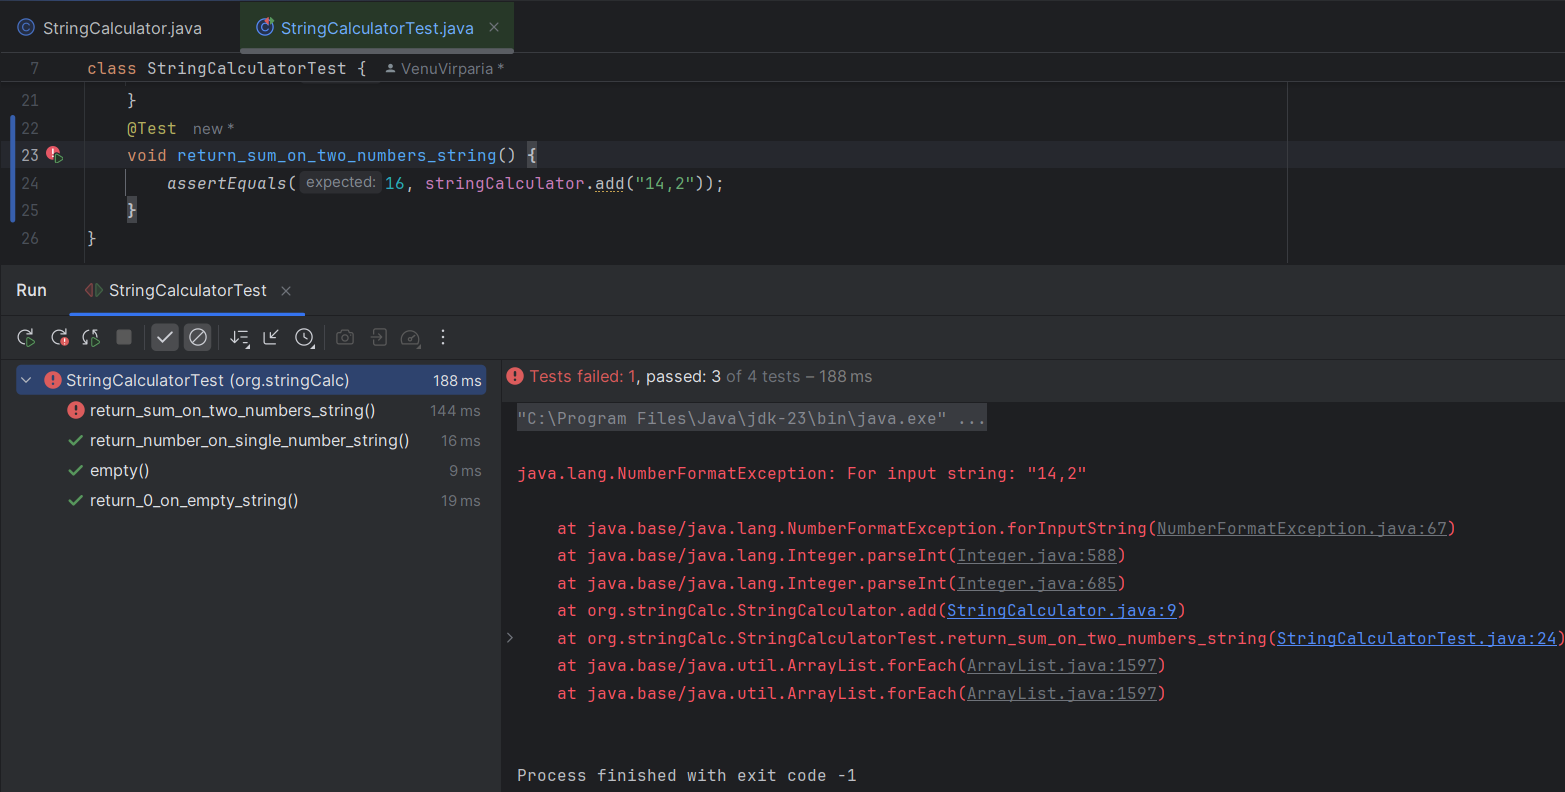 StringCalculator.java StringCalculatorTest.java
7 class StringCalculatorTest { VenuVirparia *
21 }
22 @Test new *
23 void return_sum_on_two_numbers_string() {
24 assertEquals( expected: 16, stringCalculator.add("14,2"));
25 }
26 }
Run StringCalculatorTest
StringCalculatorTest (org.stringCalc) 188 ms
return_sum_on_two_numbers_string() 144 ms
return_number_on_single_number_string() 16 ms
empty() 9 ms
return_0_on_empty_string() 19 ms
Tests failed: 1, passed: 3 of 4 tests – 188 ms
"C:\Program Files\Java\jdk-23\bin\java.exe" ...
java.lang.NumberFormatException: For input string: "14,2"
at java.base/java.lang.NumberFormatException.forInputString(NumberFormatException.java:67)
at java.base/java.lang.Integer.parseInt(Integer.java:588)
at java.base/java.lang.Integer.parseInt(Integer.java:685)
at org.stringCalc.StringCalculator.add(StringCalculator.java:9)
at org.stringCalc.StringCalculatorTest.return_sum_on_two_numbers_string(StringCalculatorTest.java:24)
at java.base/java.util.ArrayList.forEach(ArrayList.java:1597)
at java.base/java.util.ArrayList.forEach(ArrayList.java:1597)
Process finished with exit code -1